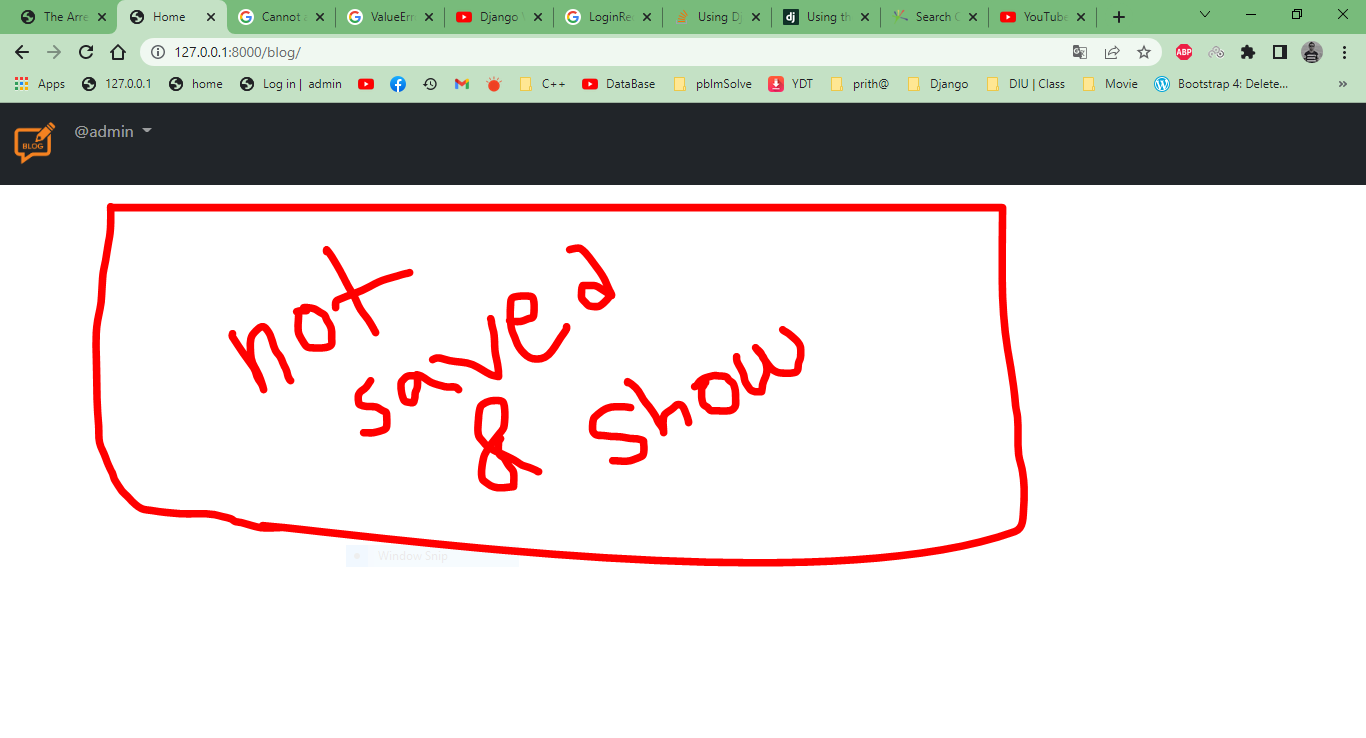 The Arre
Home
Cannot a
ValueErr
Django
LoginRe
Using Dj
Using th
Search
YouTube
127.0.0.1:8000/blog/
ABP
Apps
127.0.0.1
home
Log in | admin
C++
DataBase
pblmSolve
YDT
prith@
Django
DIU | Class
Movie
Bootstrap 4: Delete...
»
BLOG
@admin
not
saved
& show
Window Snip